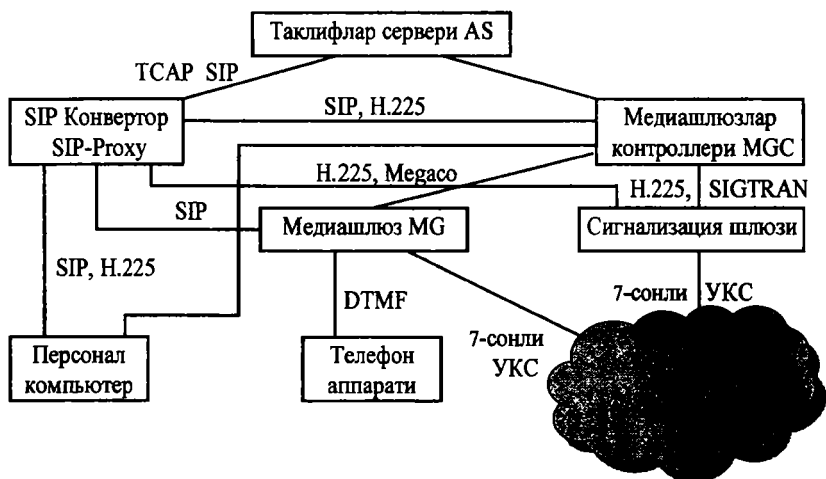 Таклифлар сервери AS
TCAP SIP
SIP Конвертор
SIP-Proxy
SIP, H.225
Медиашлюзлар
контроллери MGC
H.225, Megaco
H.225, SIGTRAN
SIP
Медиашлюз MG
Сигнализация шлюзи
SIP, H.225
DTMF
7-сонли УКС
7-сонли
УКС
Персонал
компьютер
Телефон
аппарати